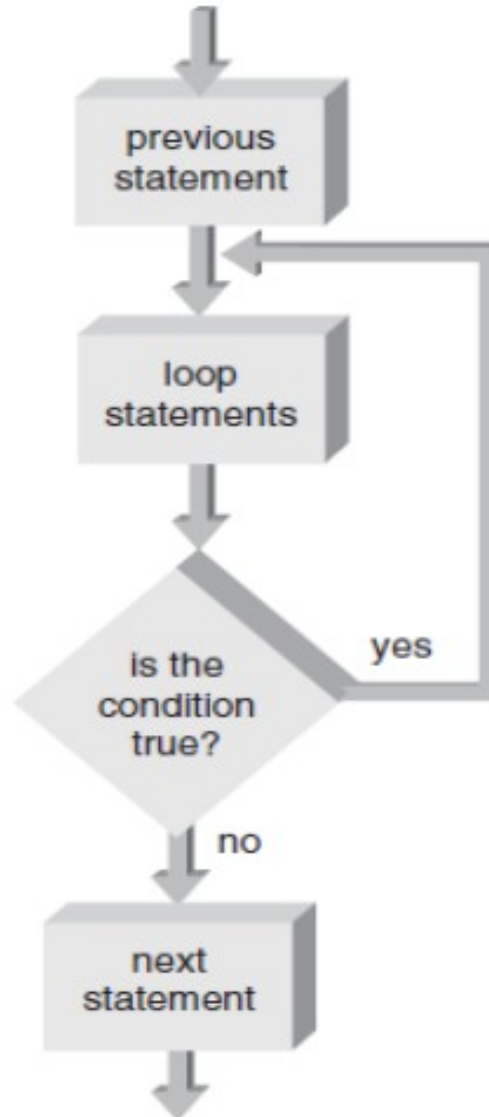 previous
statement
loop
statements
is the
condition
true?
yes
no
next
statement